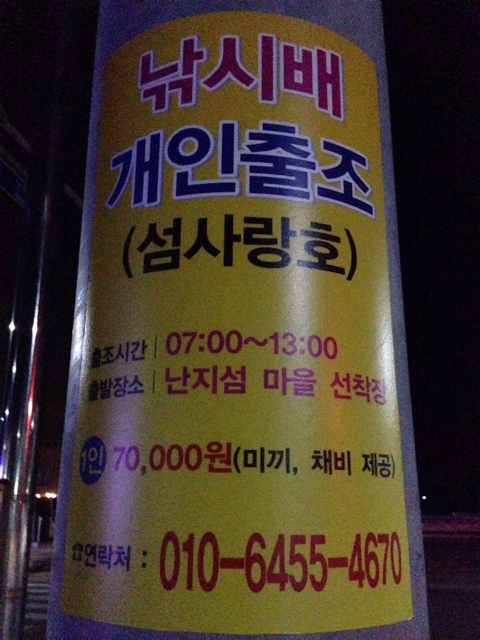 낚시배
개인출조
(섬사랑호)
출조시간 | 07:00~13:00
출발장소 | 난지섬 마을 선착장
1인 70,000원(미끼, 채비 제공)
☎연락처 : 010-6455-4670